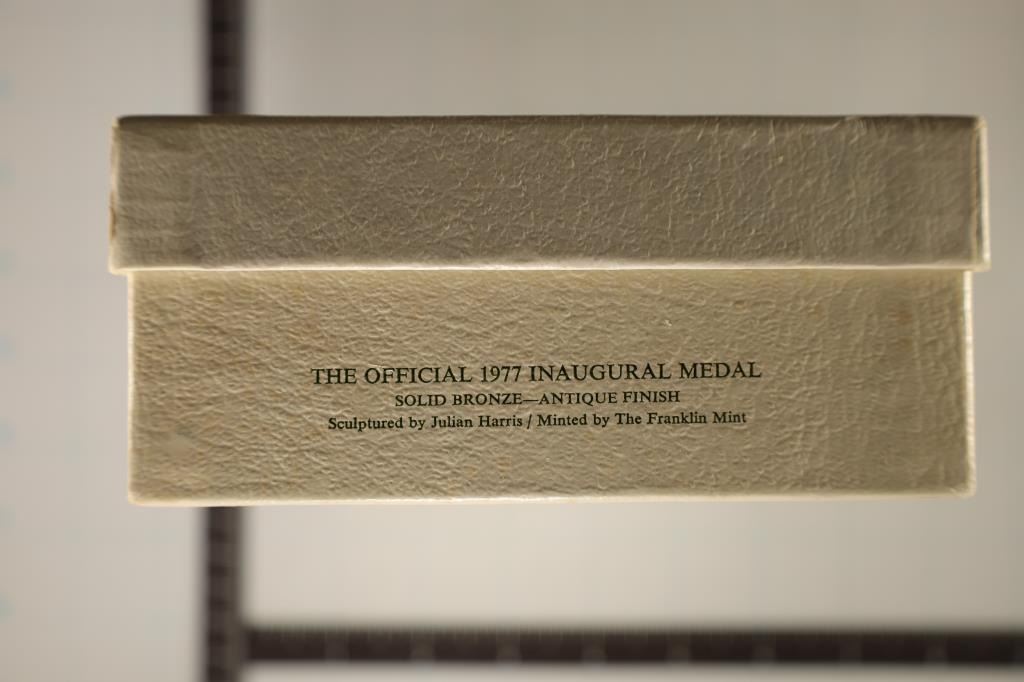 THE OFFICIAL 1977 INAUGURAL MEDAL
SOLID BRONZE—ANTIQUE FINISH
Sculptured by Julian Harris / Minted by The Franklin Mint